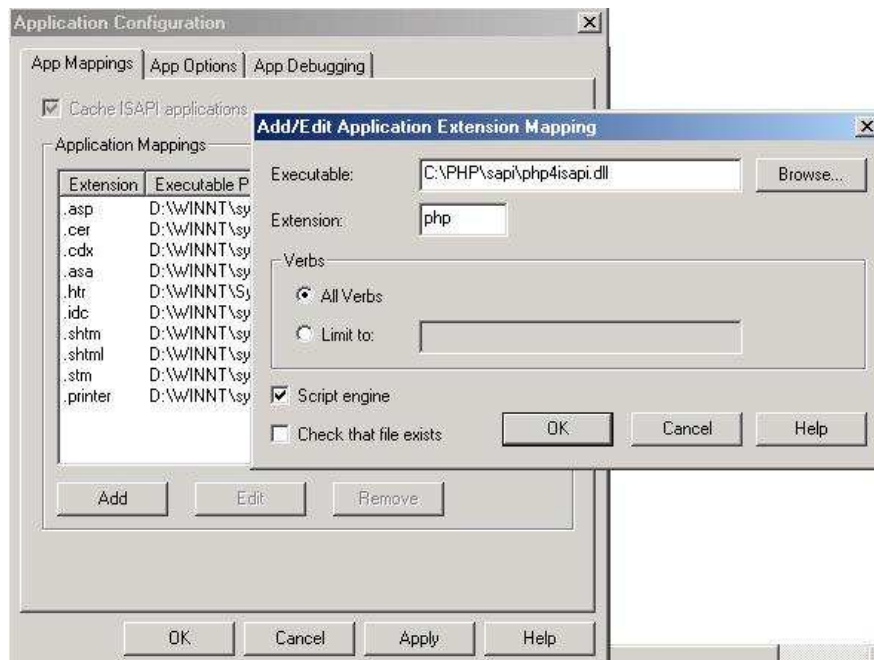 Application Configuration
App Mappings App Options App Debugging
Cache ISAPI applications
Application Mappings
Extension Executable P
.asp D:\WINNT\sy
.cer D:\WINNT\sy
.cdx D:\WINNT\sy
.asa D:\WINNT\sy
.htr D:\WINNT\Sy
.idc D:\WINNT\sy
.shtm D:\WINNT\sy
.shtml D:\WINNT\sy
.stm D:\WINNT\sy
.printer D:\WINNT\sy
Add Edit Remove
OK Cancel Apply Help
Add/Edit Application Extension Mapping
Executable: C:\PHP\sapi\php4isapi.dll Browse...
Extension: php
Verbs
All Verbs
Limit to:
Script engine
Check that file exists
OK Cancel Help